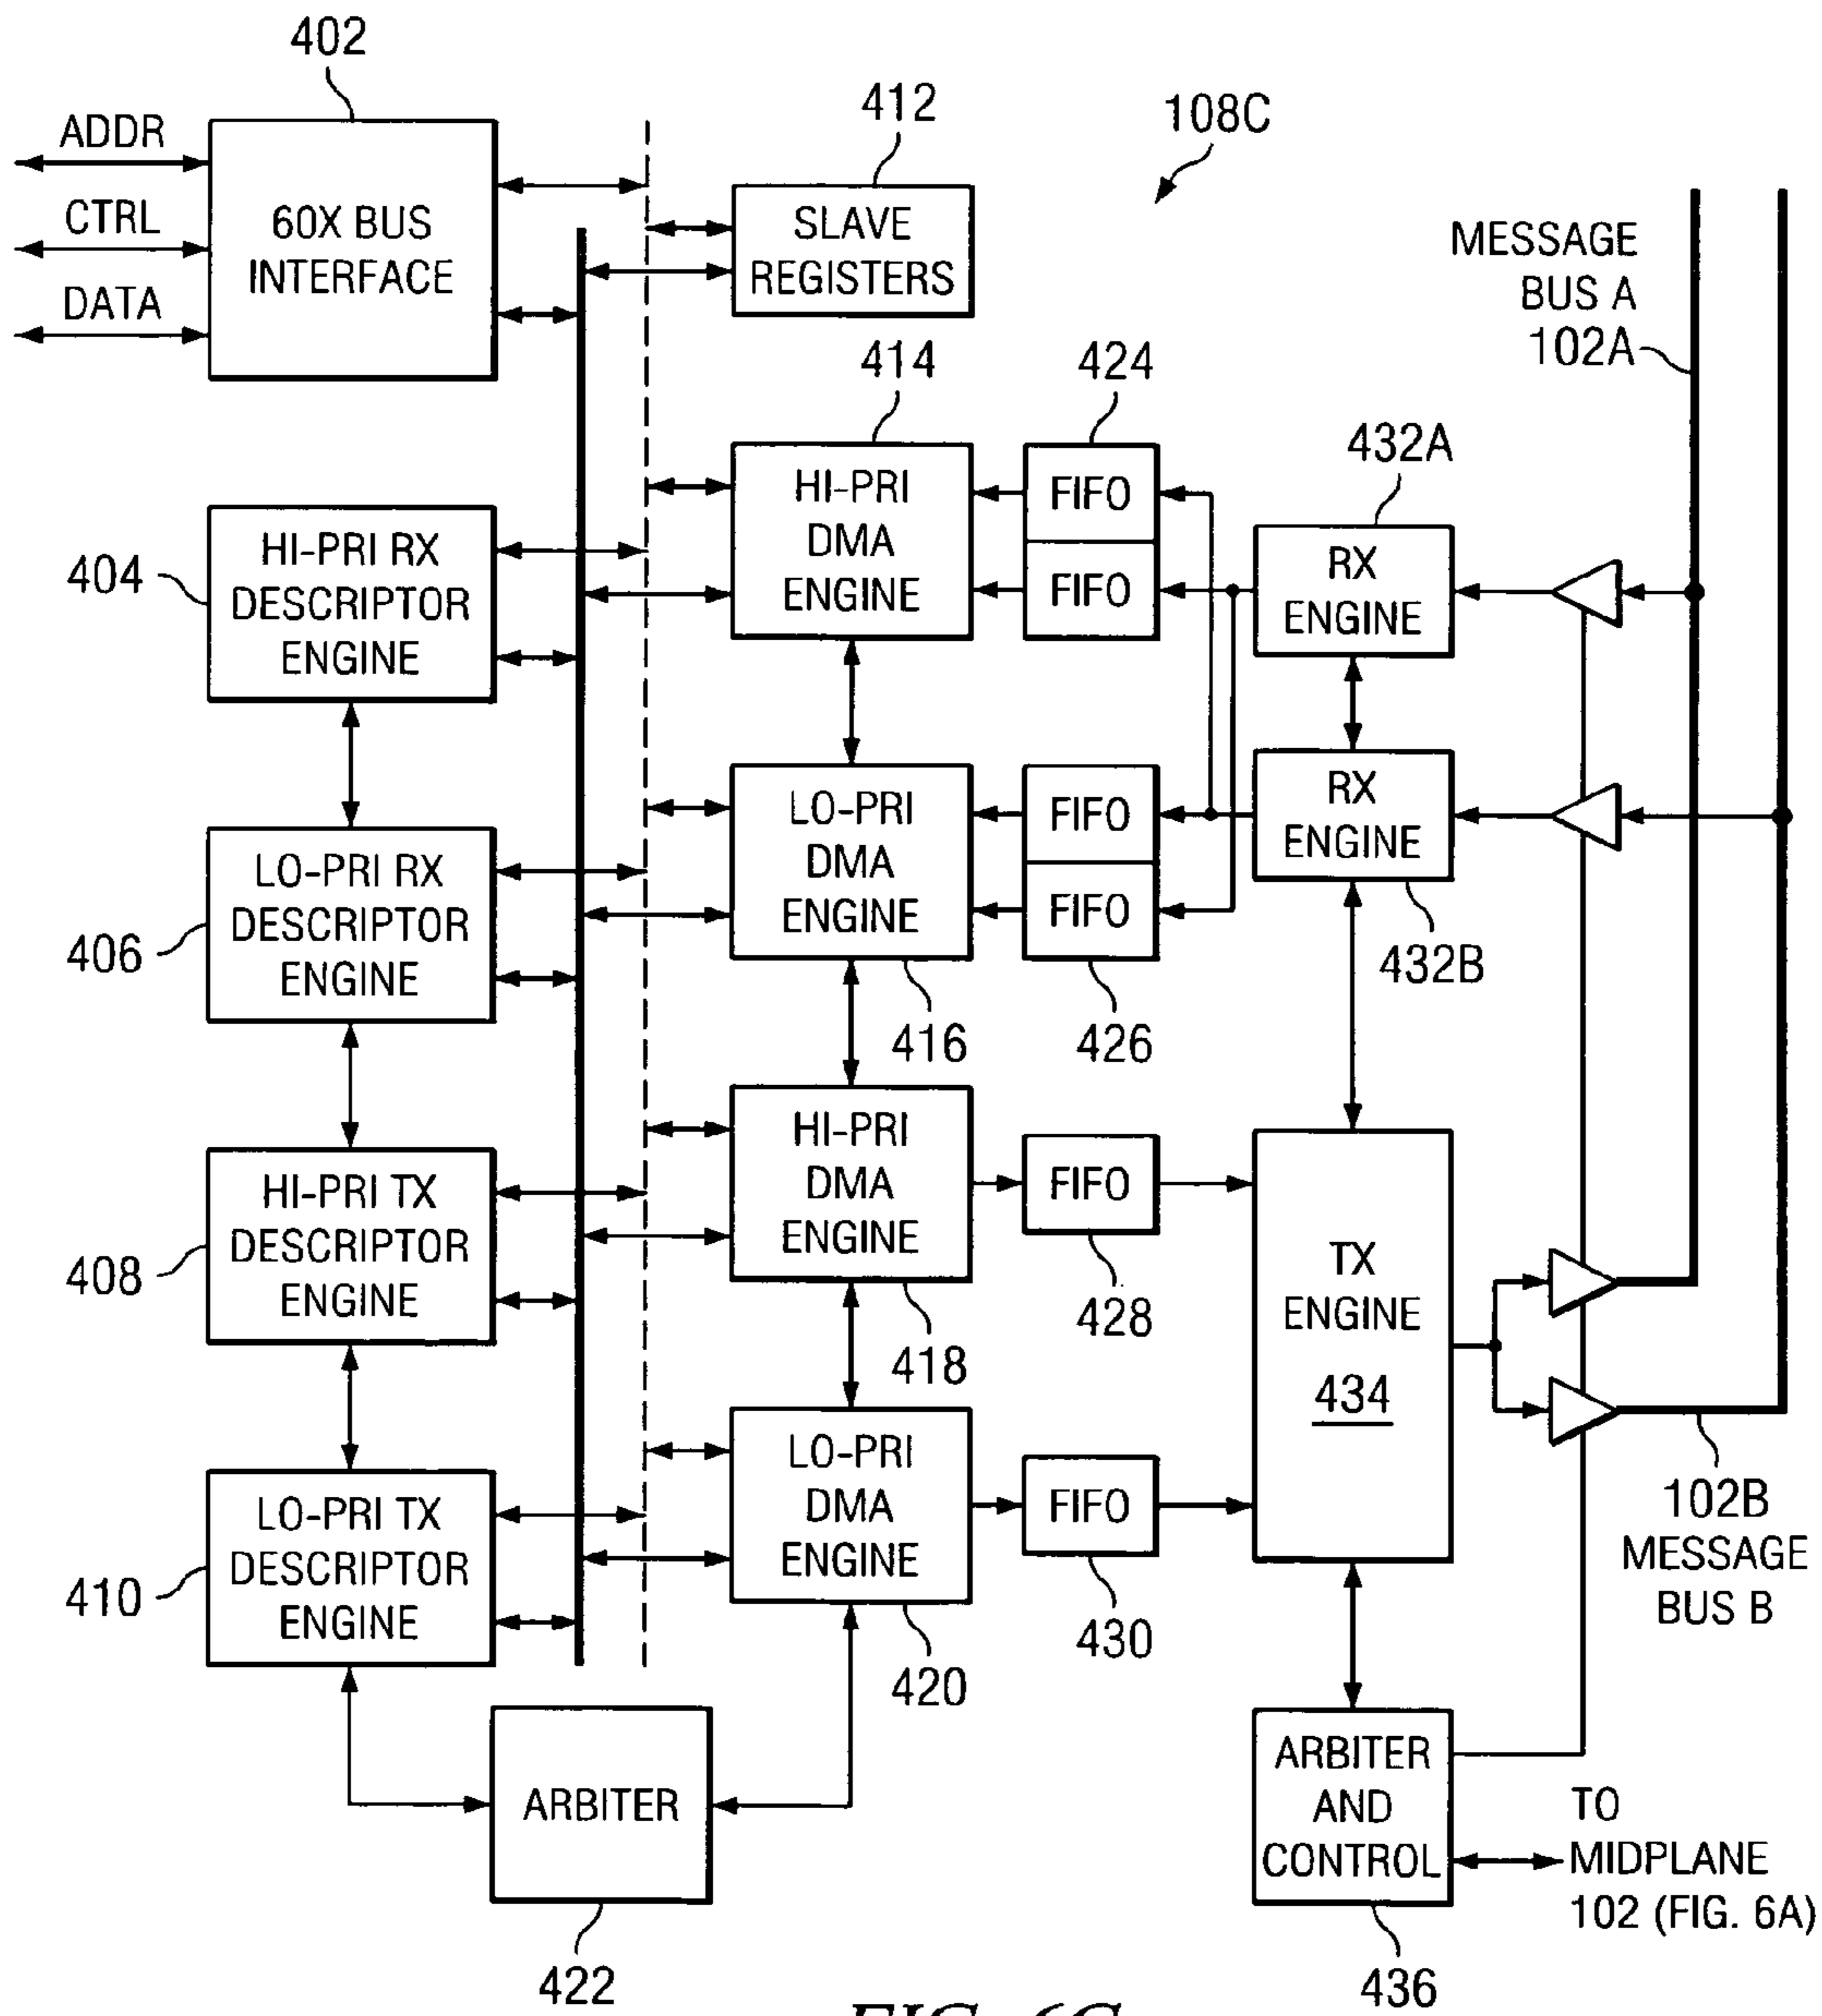 402
412
108C
ADDR
CTRL
DATA
60X BUS
INTERFACE
SLAVE
REGISTERS
MESSAGE
BUS A
102A
414
424
432A
HI-PRI
DMA
ENGINE
FIFO
FIFO
RX
ENGINE
404
HI-PRI RX
DESCRIPTOR
ENGINE
LO-PRI
DMA
ENGINE
FIFO
FIFO
RX
ENGINE
432B
406
LO-PRI RX
DESCRIPTOR
ENGINE
416
426
HI-PRI
DMA
ENGINE
FIFO
428
418
408
HI-PRI TX
DESCRIPTOR
ENGINE
TX
ENGINE
434
LO-PRI
DMA
ENGINE
FIFO
430
420
102B
MESSAGE
BUS B
410
LO-PRI TX
DESCRIPTOR
ENGINE
ARBITER
422
ARBITER
AND
CONTROL
436
TO
MIDPLANE
102 (FIG. 6A)